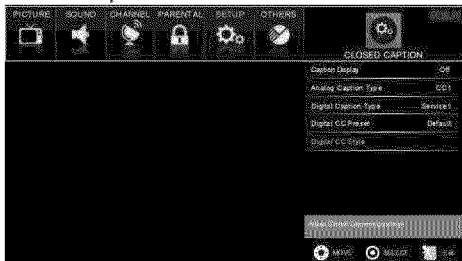 PICTURE SOUND CHANNEL PARENTAL SETUP OTHERS
CLOSED CAPTION
Caption Display Off
Analog Caption Type CC1
Digital Caption Type Service1
Digital CC Preset Default
Digital CC Style
MOVE SELECT Exit